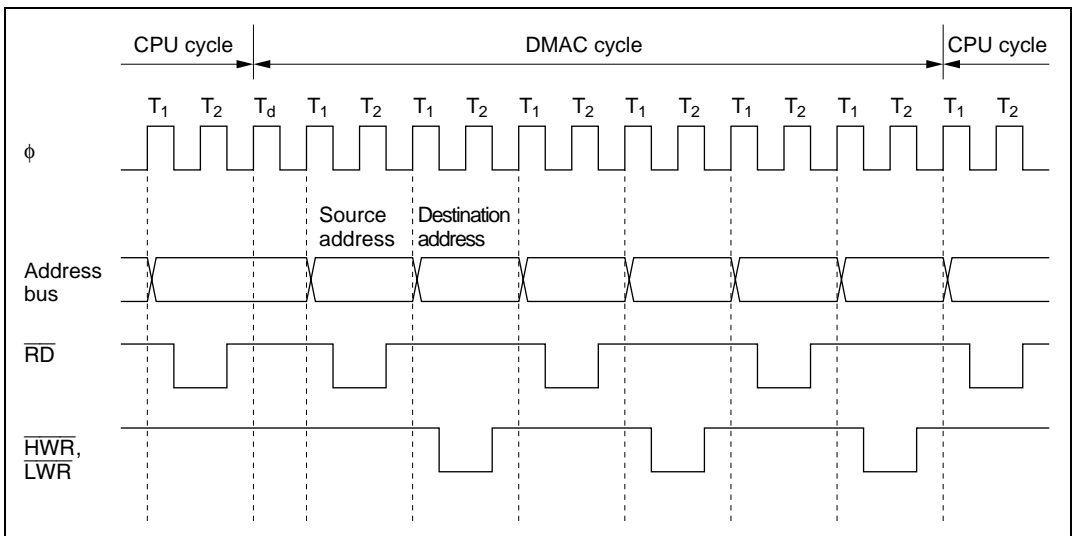 CPU cycle DMAC cycle CPU cycle
T1 T2 Td T1 T2 T1 T2 T1 T2 T1 T2 T1 T2 T1 T2 T1 T2
ϕ
Source address
Destination address
Address bus
RD
HWR,
LWR